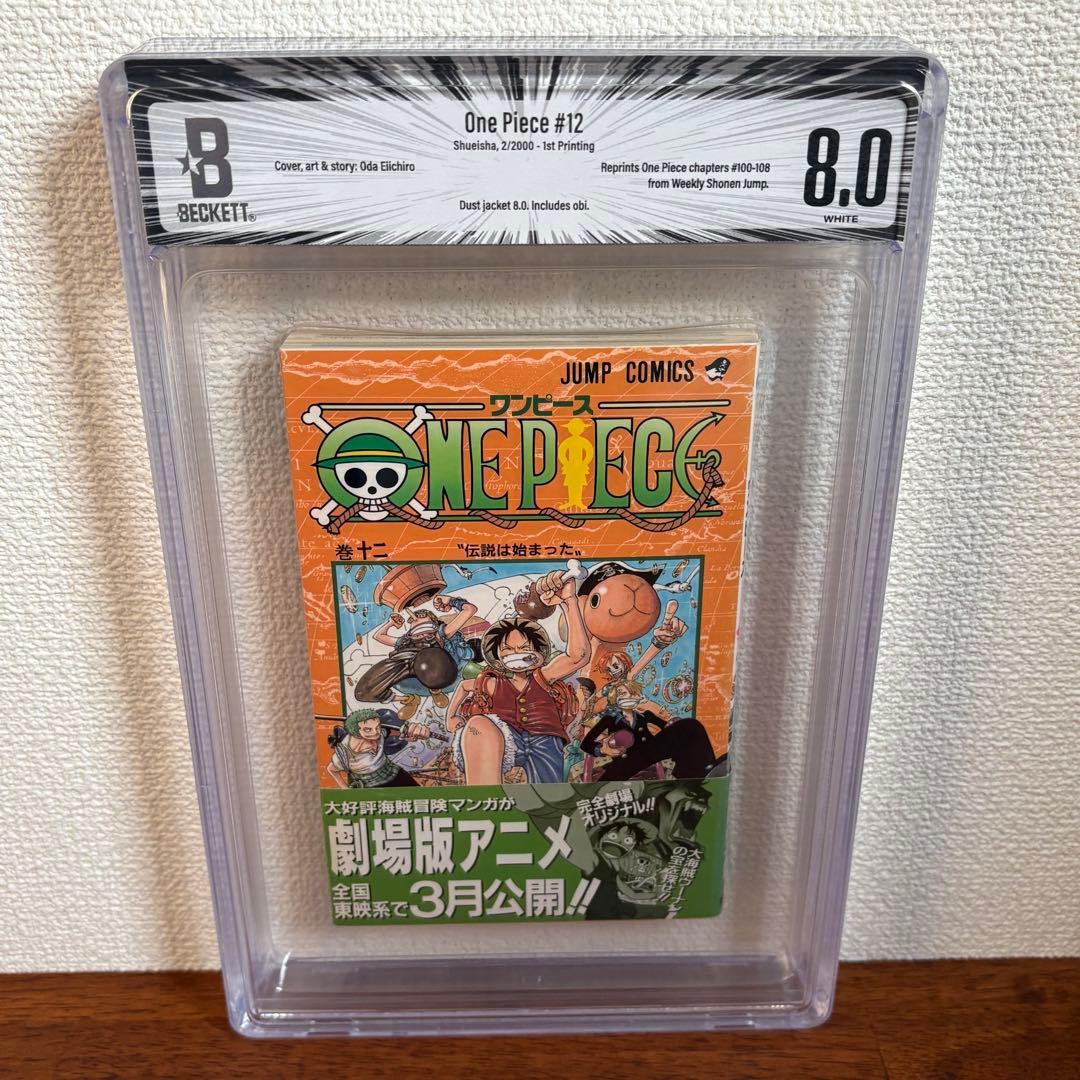 One Piece #12
Shueisha, 2/2000 - 1st Printing
Cover, art & story: Oda Eiichiro
Reprints One Piece chapters #100-108
from Weekly Shonen Jump.
Dust jacket 8.0. Includes obi.
B
BECKETT®
8.0
WHITE
JUMP COMICS
ワンピース
ONE PIECE
巻十二
〝伝説は始まった〟
大好評海賊冒険マンガが
劇場版アニメ
全国
東映系で3月公開!!
完全劇場
オリジナル!!